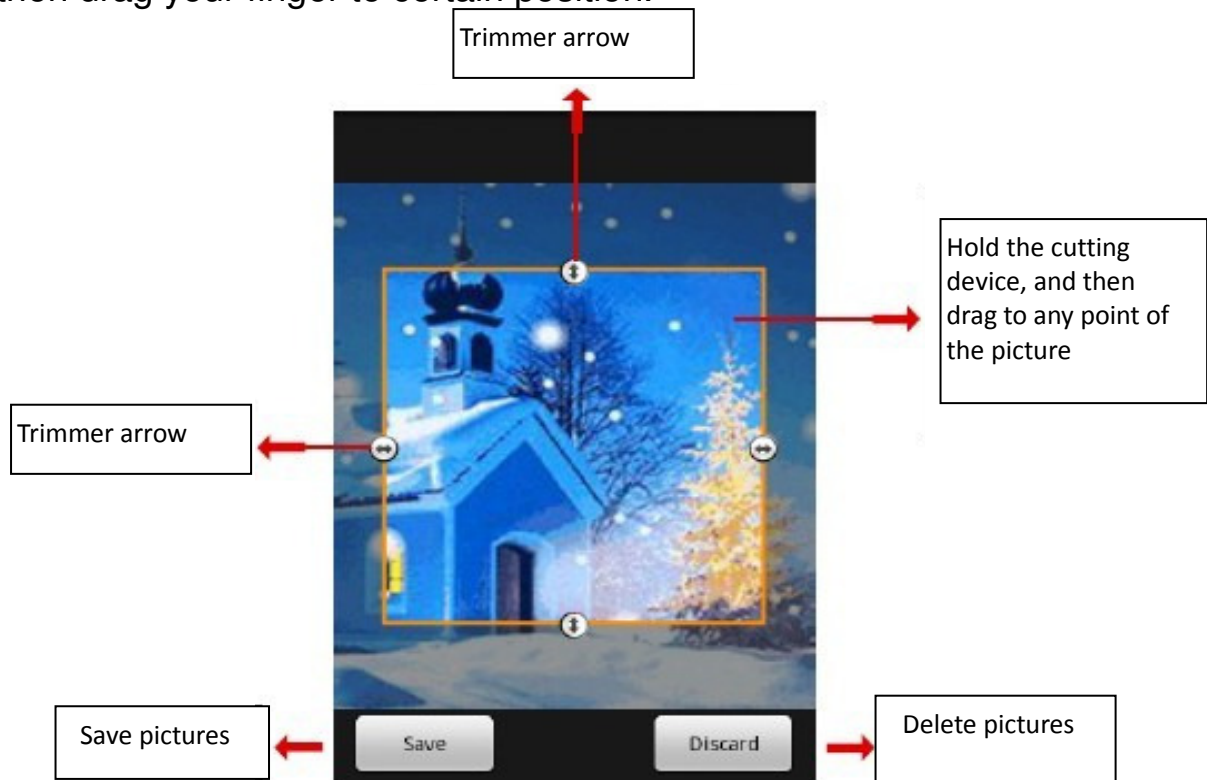 then drag your finger to certain position.
Trimmer arrow
Hold the cutting
device, and then
drag to any point of
the picture
Trimmer arrow
Save pictures
Save
Discard
Delete pictures